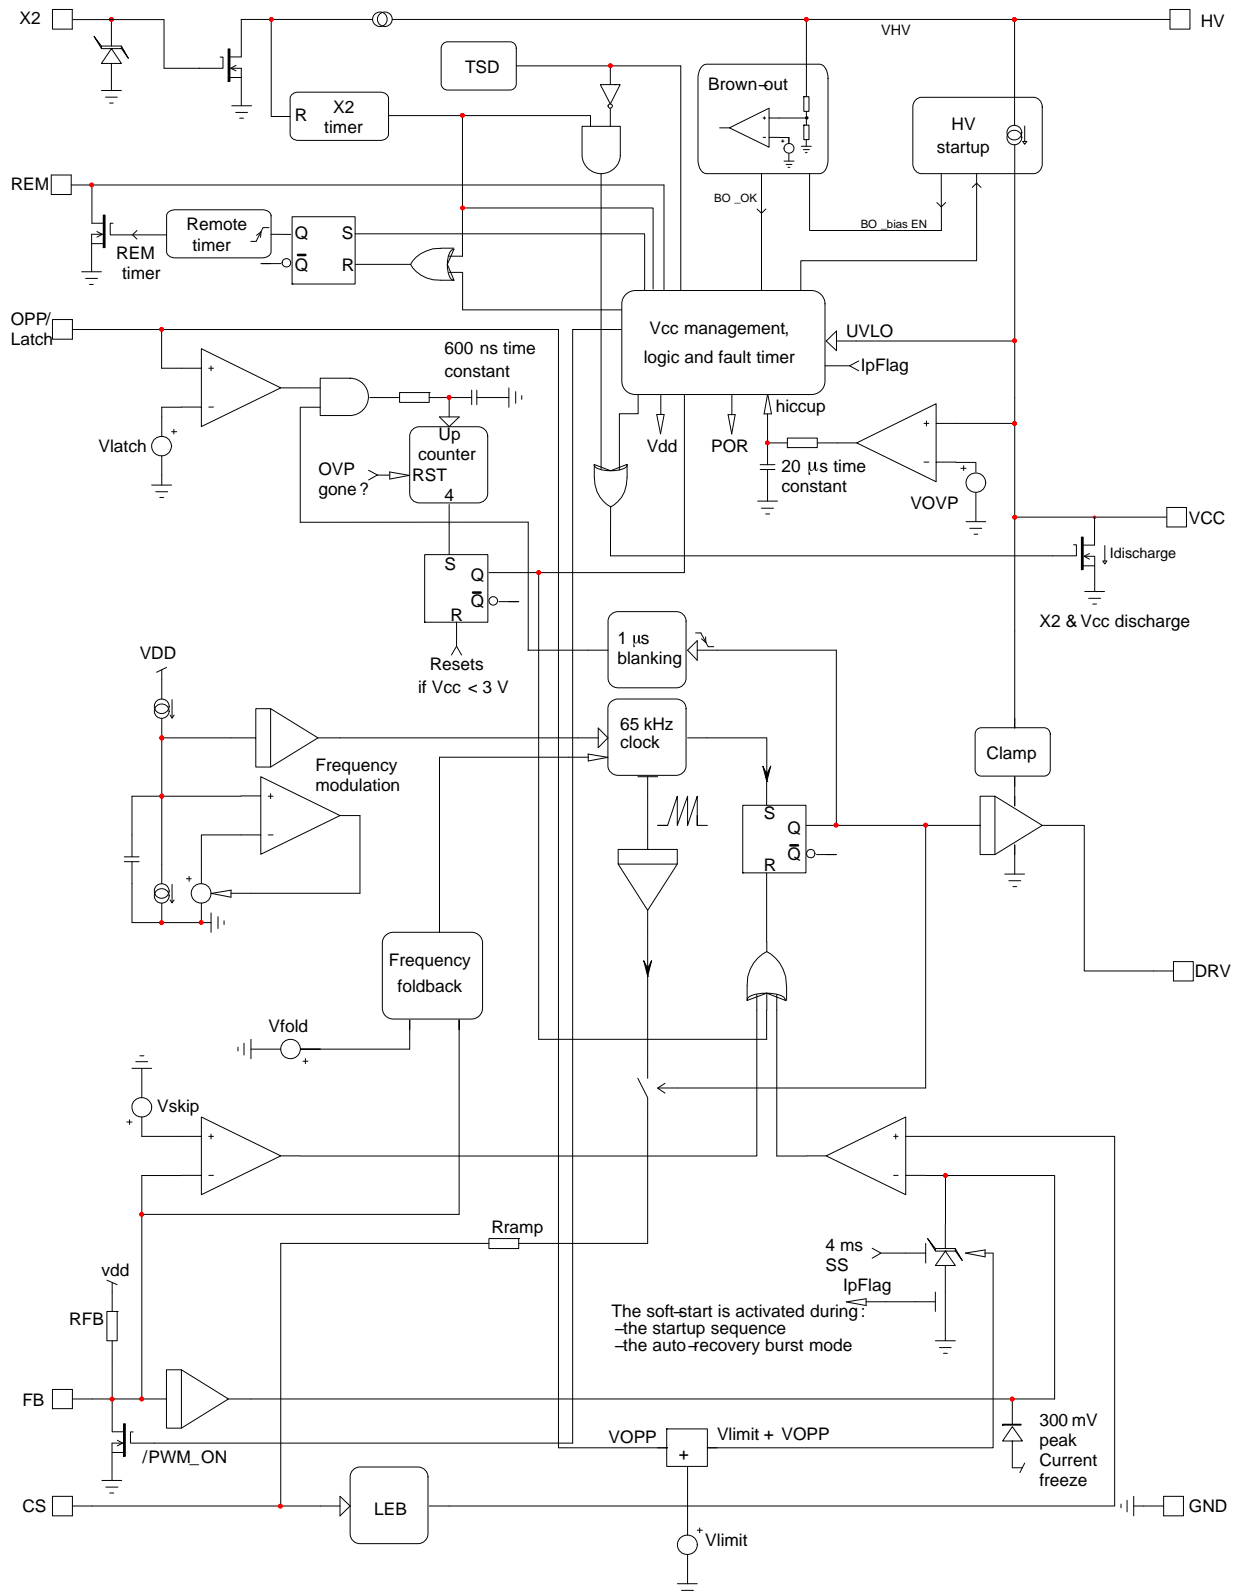 X2
HV
VHV
TSD
Brown-out
R
X2
timer
HV
startup
REM
BO_OK
BO_bias EN
Remote
timer
Q
S
REM
timer
Q
R
OPP/
Latch
Vcc management,
logic and fault timer
UVLO
IpFlag
600 ns time
constant
+
−
hiccup
Vlatch
+
Up
counter
RST
4
OVP
gone ?
Vdd
POR
+
−
20 μs time
constant
+
VOVP
VCC
Idischarge
X2 & Vcc discharge
S
Q
Q
R
Resets
if Vcc < 3 V
1 μs
blanking
VDD
65 kHz
clock
Clamp
Frequency
modulation
+
−
+
S
Q
Q
R
Frequency
foldback
DRV
Vfold
+
Vskip
+
+
−
+
−
Rramp
4 ms
SS
IpFlag
vdd
RFB
The soft-start is activated during:
−the startup sequence
−the auto-recovery burst mode
FB
/PWM_ON
VOPP
+
Vlimit + VOPP
300 mV
peak
Current
freeze
CS
LEB
GND
+
Vlimit